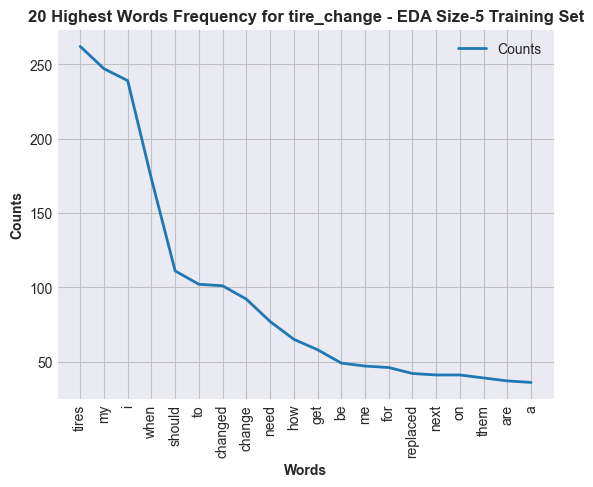 20 Highest Words Frequency for tire_change - EDA Size-5 Training Set
Counts
250
200
150
100
50
Counts
tires
my
i
when
should
to
changed
change
need
how
get
be
me
for
replaced
next
on
them
are
a
Words